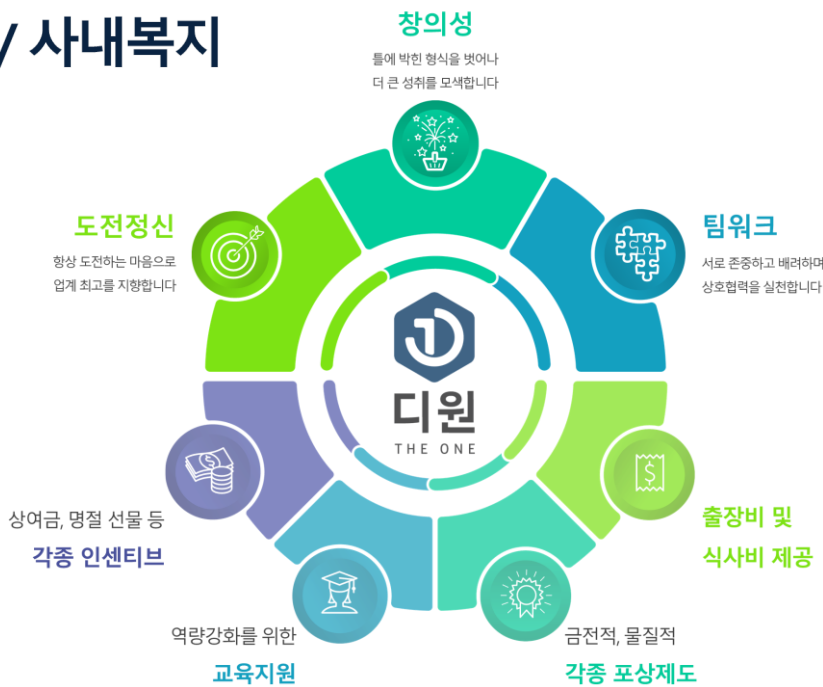 / 사내복지
창의성
틀에 박힌 형식을 벗어나
더 큰 성취를 모색합니다
도전정신
항상 도전하는 마음으로
업계 최고를 지향합니다
팀워크
서로 존중하고 배려하며
상호협력을 실천합니다
디원
THE ONE
상여금, 명절 선물 등
각종 인센티브
출장비 및
식사비 제공
역량강화를 위한
교육지원
금전적, 물질적
각종 포상제도